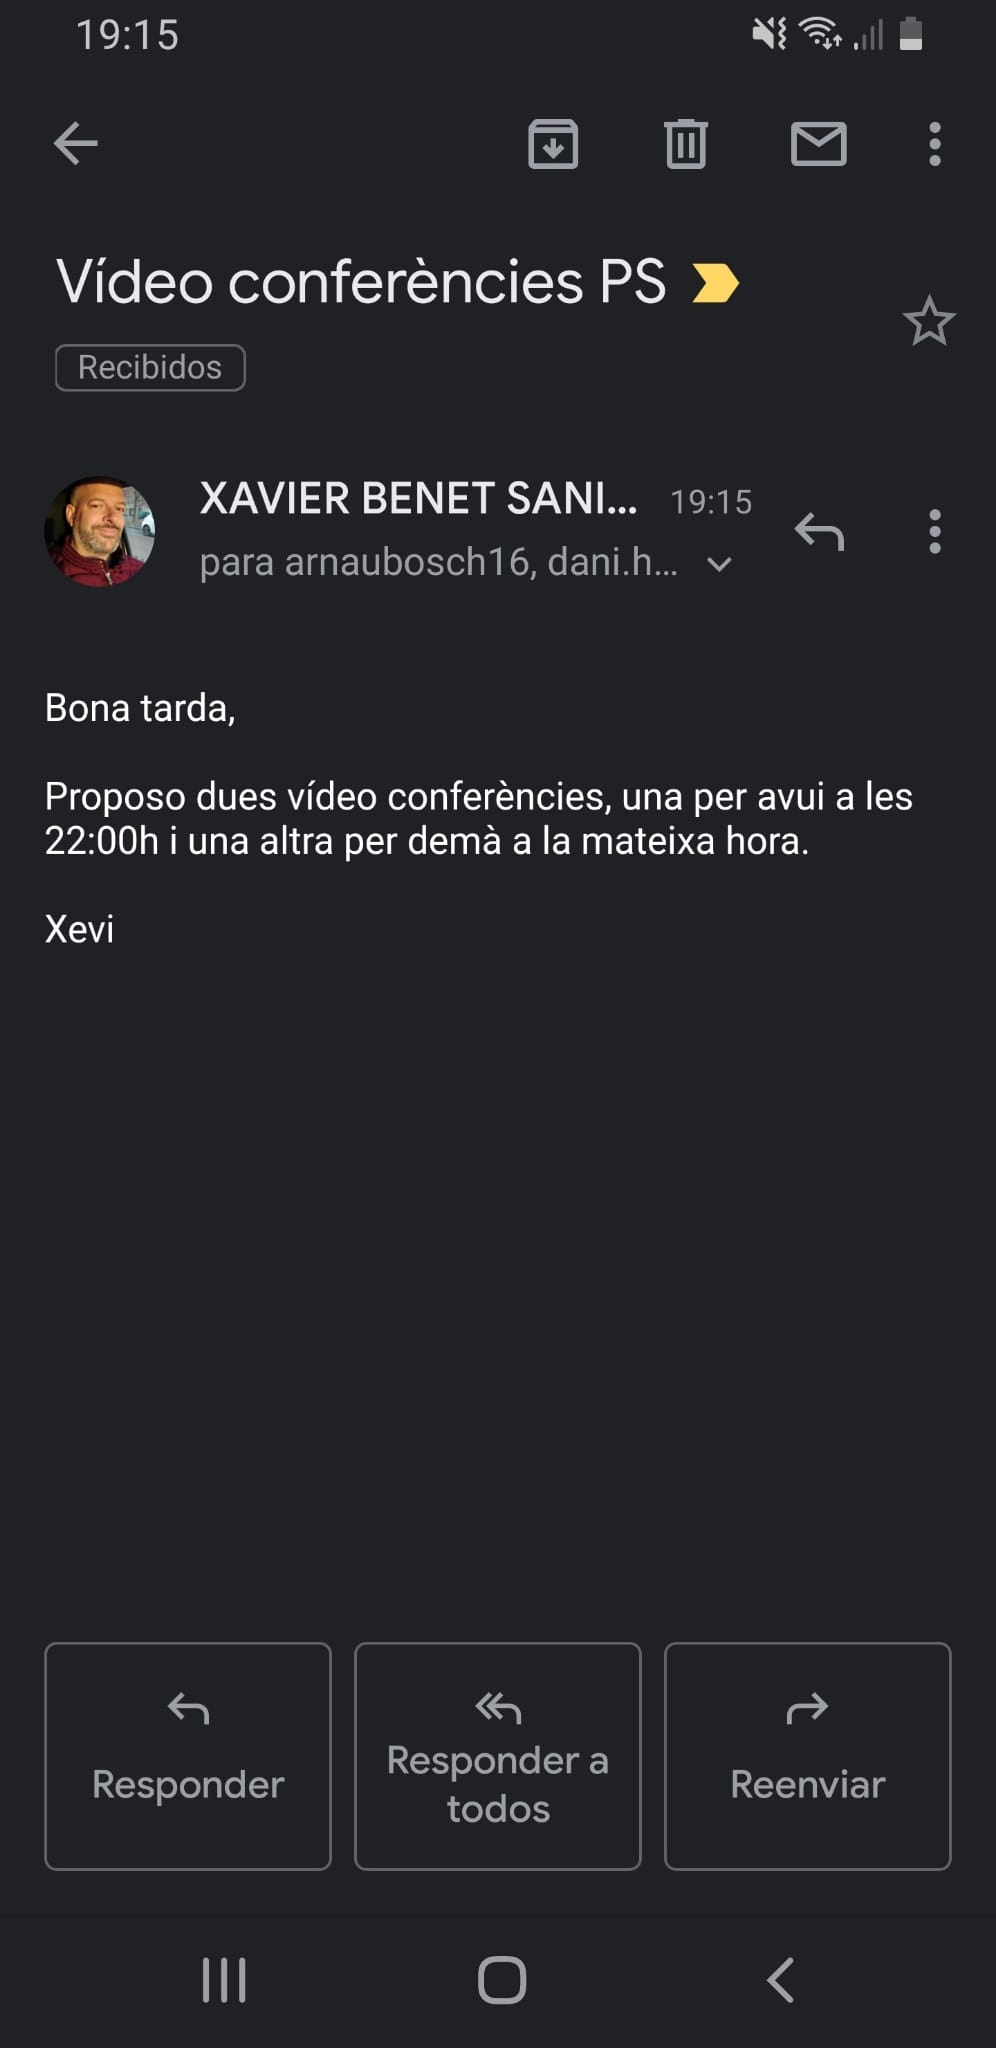 19:15
Vídeo conferències PS
Recibidos
XAVIER BENET SANI... 19:15
para arnaubosch16, dani.h...
Bona tarda,
Proposo dues vídeo conferències, una per avui a les
22:00h i una altra per demà a la mateixa hora.
Xevi
Responder
Responder a
todos
Reenviar